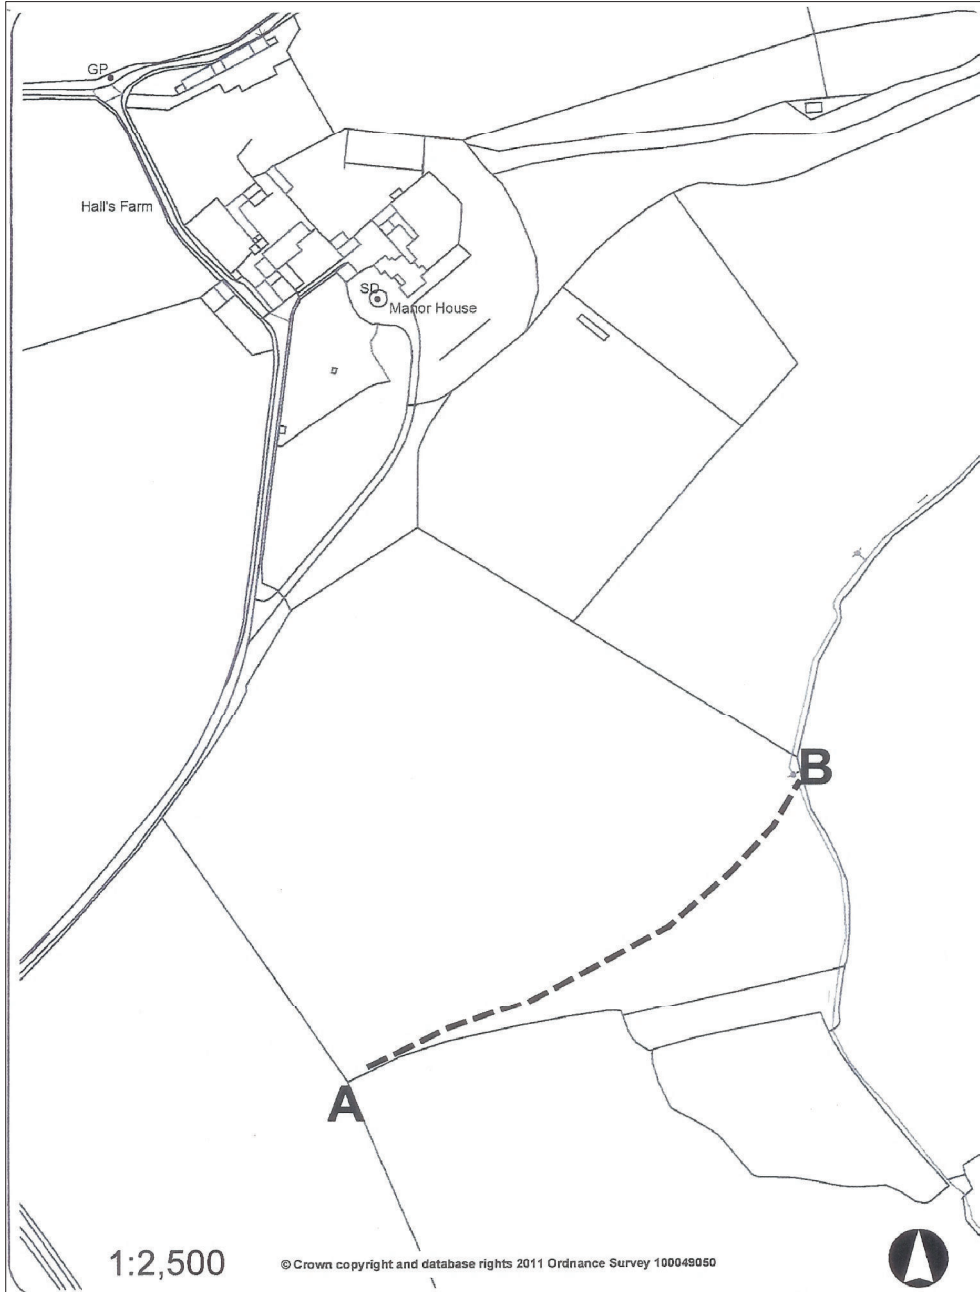 GP
Hall's Farm
SD
Manor House
B
A
1:2,500
© Crown copyright and database rights 2011 Ordnance Survey 100049050